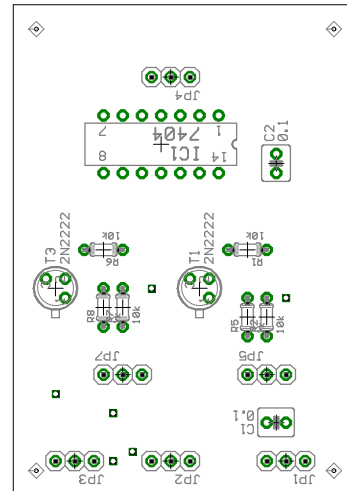 JP4
7 1
7404
IC1
8 14
C2
0.1
10k
R6
T3
2N2222
10k
R1
T1
2N2222
R8
10k
R5
10k
JP7
JP5
C1
0.1
JP3
JP2
JP1